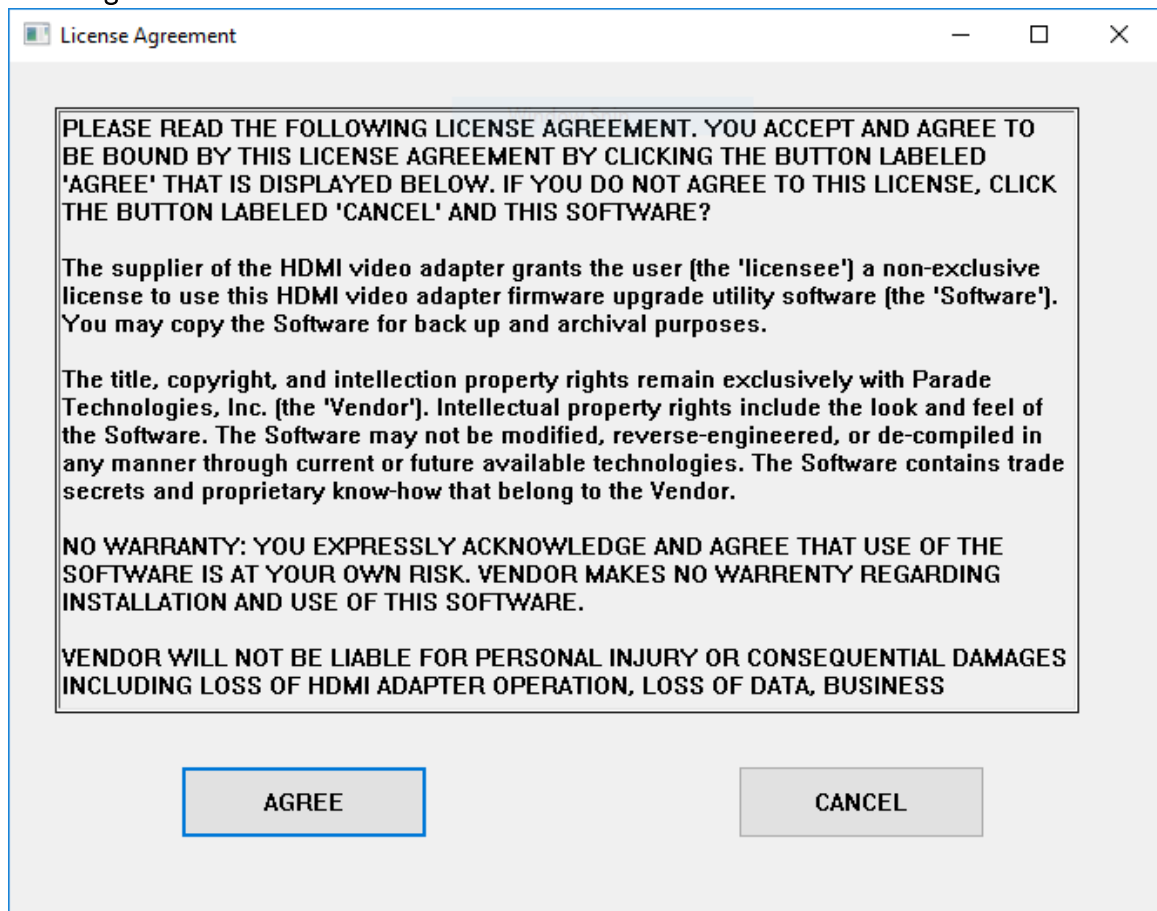 License Agreement
PLEASE READ THE FOLLOWING LICENSE AGREEMENT. YOU ACCEPT AND AGREE TO
BE BOUND BY THIS LICENSE AGREEMENT BY CLICKING THE BUTTON LABELED
'AGREE' THAT IS DISPLAYED BELOW. IF YOU DO NOT AGREE TO THIS LICENSE, CLICK
THE BUTTON LABELED 'CANCEL' AND THIS SOFTWARE?
The supplier of the HDMI video adapter grants the user (the 'licensee') a non-exclusive
license to use this HDMI video adapter firmware upgrade utility software (the 'Software').
You may copy the Software for back up and archival purposes.
The title, copyright, and intellection property rights remain exclusively with Parade
Technologies, Inc. (the 'Vendor'). Intellectual property rights include the look and feel of
the Software. The Software may not be modified, reverse-engineered, or de-compiled in
any manner through current or future available technologies. The Software contains trade
secrets and proprietary know-how that belong to the Vendor.
NO WARRANTY: YOU EXPRESSLY ACKNOWLEDGE AND AGREE THAT USE OF THE
SOFTWARE IS AT YOUR OWN RISK. VENDOR MAKES NO WARRENTY REGARDING
INSTALLATION AND USE OF THIS SOFTWARE.
VENDOR WILL NOT BE LIABLE FOR PERSONAL INJURY OR CONSEQUENTIAL DAMAGES
INCLUDING LOSS OF HDMI ADAPTER OPERATION, LOSS OF DATA, BUSINESS
AGREE
CANCEL